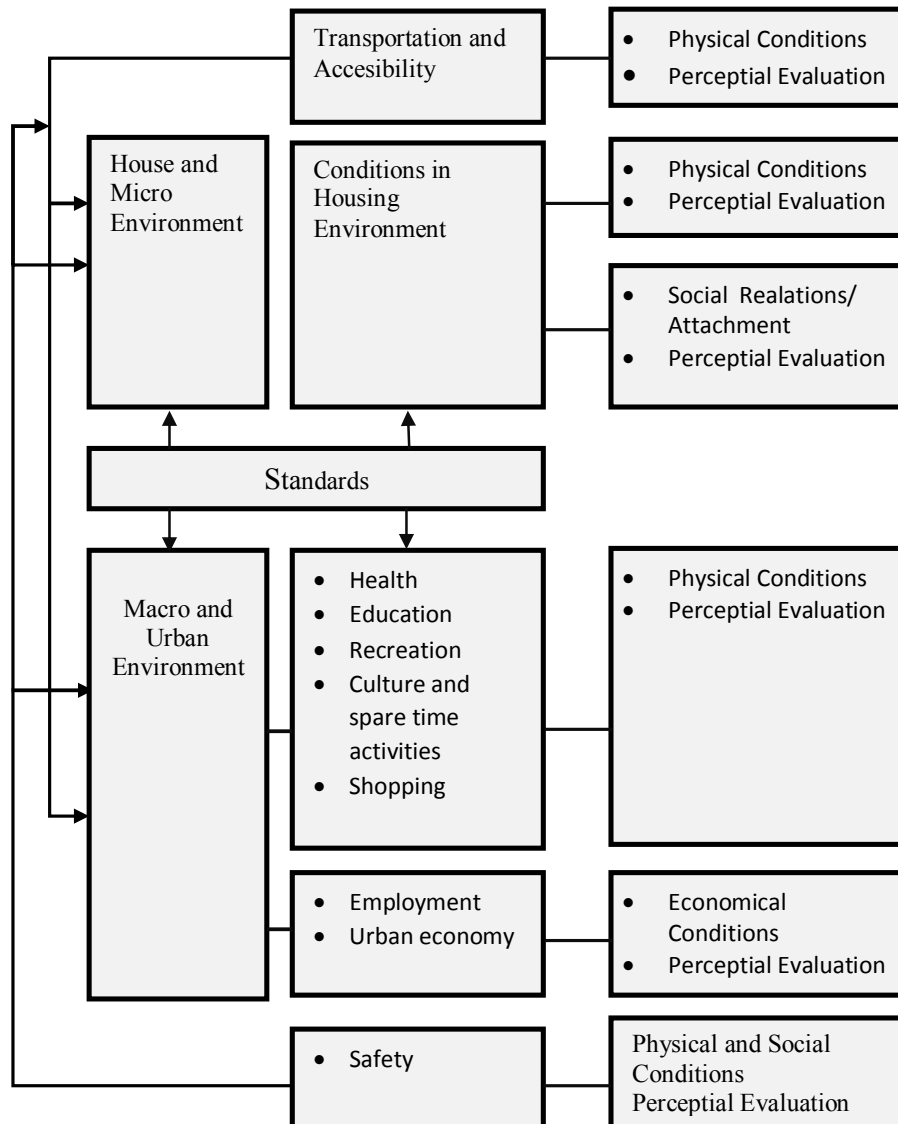 Transportation and
Accesibility
• Physical Conditions
• Perceptial Evaluation
House and
Micro
Environment
Conditions in
Housing
Environment
• Physical Conditions
• Perceptial Evaluation
• Social Realations/
Attachment
• Perceptial Evaluation
Standards
Macro and
Urban
Environment
• Health
• Education
• Recreation
• Culture and
spare time
activities
• Shopping
• Physical Conditions
• Perceptial Evaluation
• Employment
• Urban economy
• Economical
Conditions
• Perceptial Evaluation
• Safety
Physical and Social
Conditions
Perceptial Evaluation